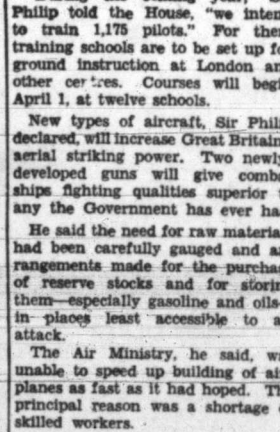 Philip told the House, "we inten
to train 1,175 pilots." For the
training schools are to be set up f
ground instruction at London an
other centres. Courses will beg
April 1, at twelve schools.
New types of aircraft, Sir Phil
declared, will increase Great Britain
aerial striking power. Two newl
developed guns will give comb
ships fighting qualities superior
any the Government has ever ha
He said the need for raw materia
had been carefully gauged and a
rangements made for the purcha
of reserve stocks and for storin
them—especially gasoline and oils
in places least accessible to a
attack.
The Air Ministry, he said, w
unable to speed up building of ai
planes as fast as it had hoped. Th
principal reason was a shortage
skilled workers.